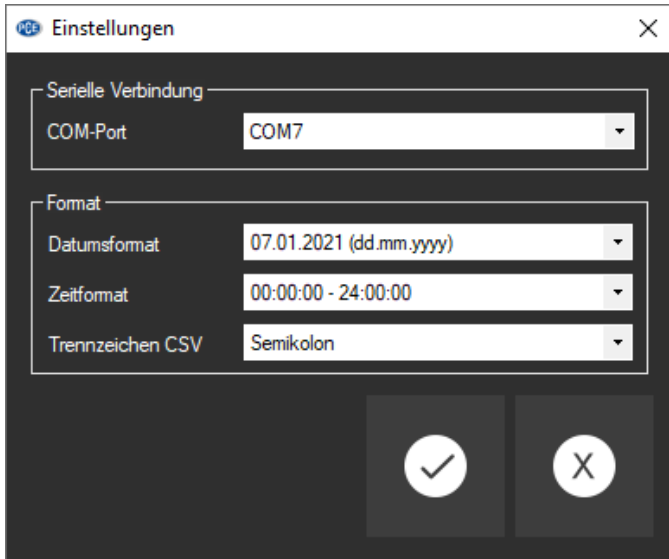 PCE Einstellungen
Serielle Verbindung
COM-Port COM7
Format
Datumsformat 07.01.2021 (dd.mm.yyyy)
Zeitformat 00:00:00 - 24:00:00
Trennzeichen CSV Semikolon